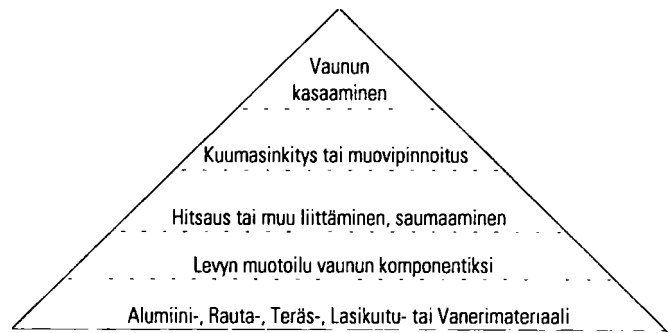 Vaunun
kasaaminen
Kuumasinkitys tai muovipinnoitus
Hitsaus tai muu liittäminen, saumaaminen
Levyn muotoilu vaunun komponentiksi
Alumiini-, Rauta-, Teräs-, Lasikuitu- tai Vanerimateriaali